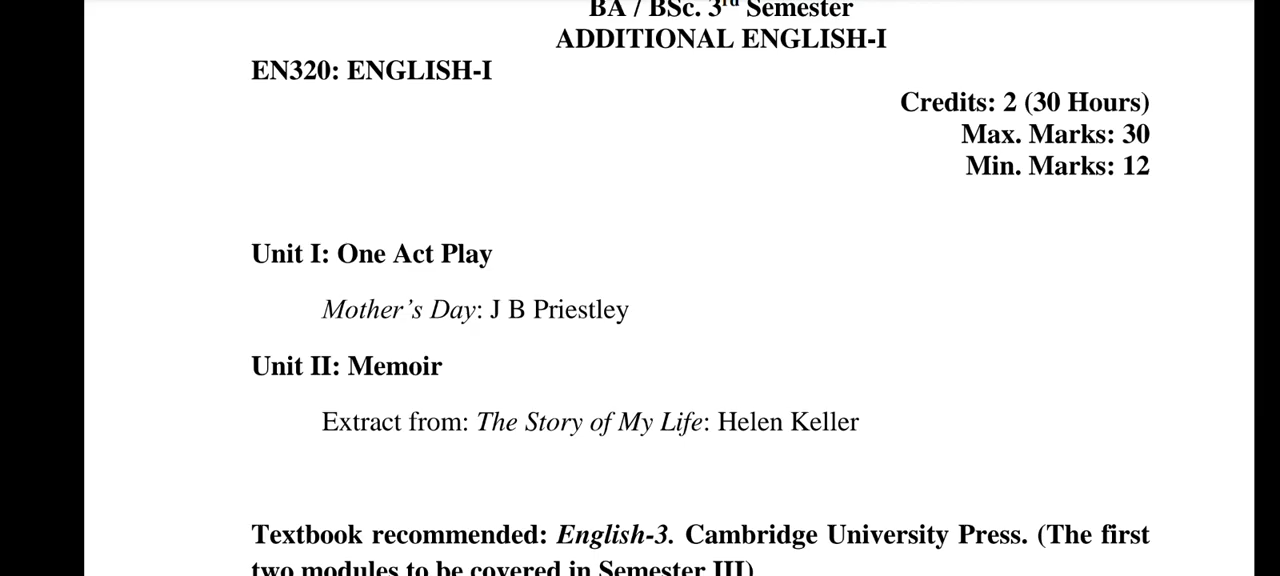 BA / BSc. 3rd Semester
ADDITIONAL ENGLISH-I
EN320: ENGLISH-I
Credits: 2 (30 Hours)
Max. Marks: 30
Min. Marks: 12
Unit I: One Act Play
Mother’s Day: J B Priestley
Unit II: Memoir
Extract from: The Story of My Life: Helen Keller
Textbook recommended: English-3. Cambridge University Press. (The first
two modules to be covered in Semester III)